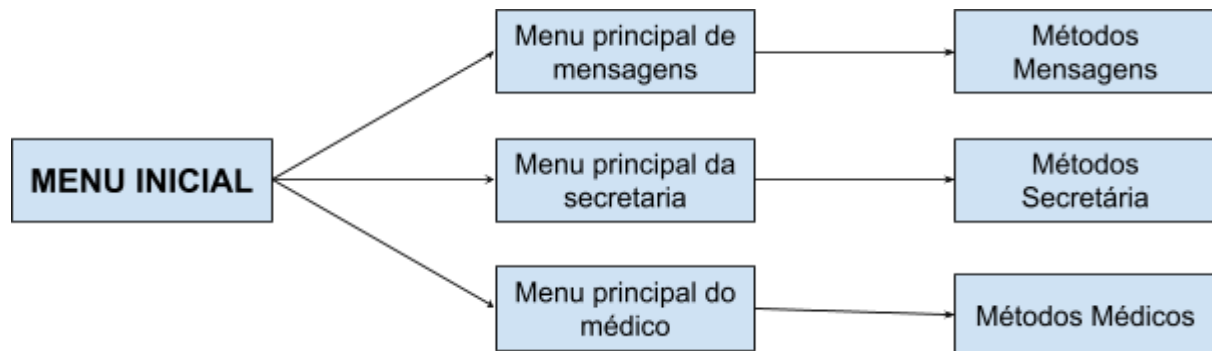 Menu principal de
mensagens
Métodos
Mensagens
MENU INICIAL
Menu principal da
secretaria
Métodos
Secretária
Menu principal do
médico
Métodos Médicos